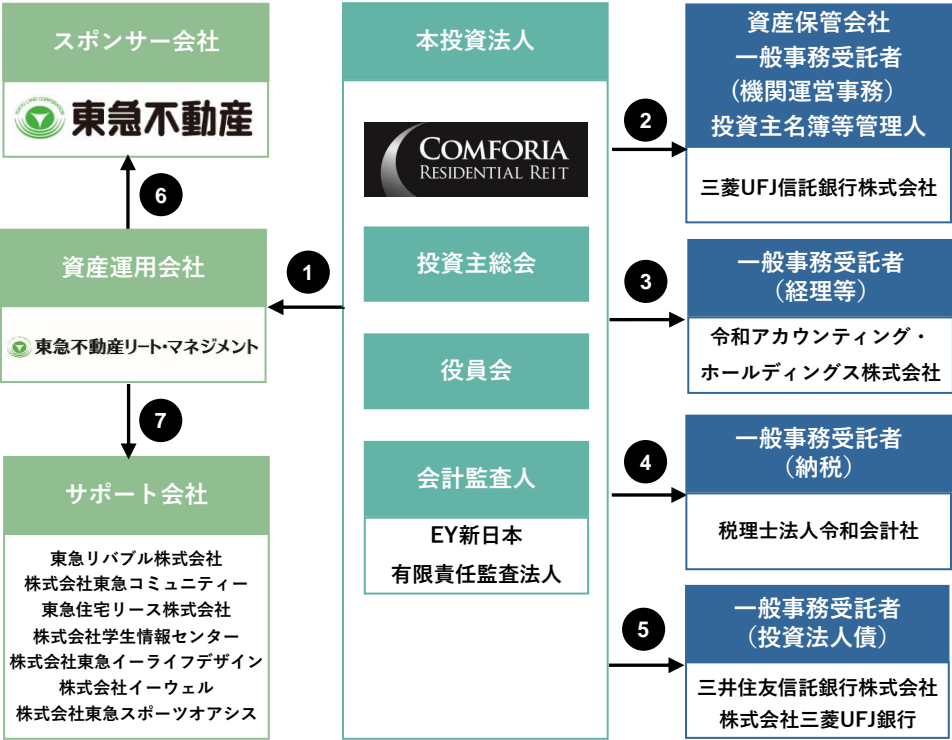 スポンサー会社
TOKYU LAND CORPORATION
東急不動産
6
資産運用会社
東急不動産リート・マネジメント
7
サポート会社
東急リバブル株式会社
株式会社東急コミュニティー
東急住宅リース株式会社
株式会社学生情報センター
株式会社東急イーライフデザイン
株式会社イーウェル
株式会社東急スポーツオアシス
1
本投資法人
COMFORIA
RESIDENTIAL REIT
投資主総会
役員会
会計監査人
EY新日本
有限責任監査法人
2
資産保管会社
一般事務受託者
(機関運営事務)
投資主名簿等管理人
三菱UFJ信託銀行株式会社
3
一般事務受託者
（経理等）
令和アカウンティング・
ホールディングス株式会社
4
一般事務受託者
（納税）
税理士法人令和会計社
5
一般事務受託者
（投資法人債）
三井住友信託銀行株式会社
株式会社三菱UFJ銀行